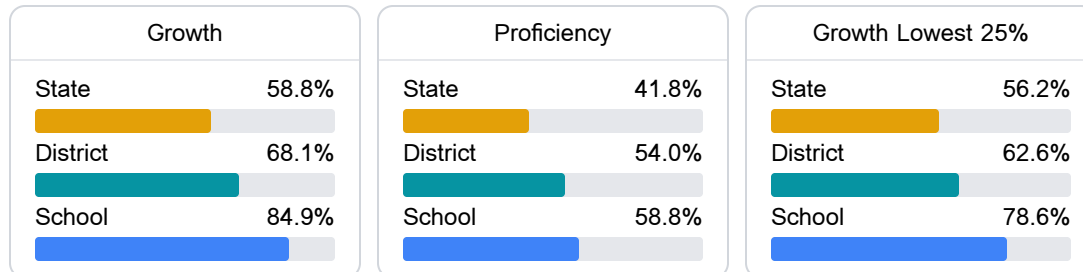 Growth
State 58.8%
District 68.1%
School 84.9%
Proficiency
State 41.8%
District 54.0%
School 58.8%
Growth Lowest 25%
State 56.2%
District 62.6%
School 78.6%